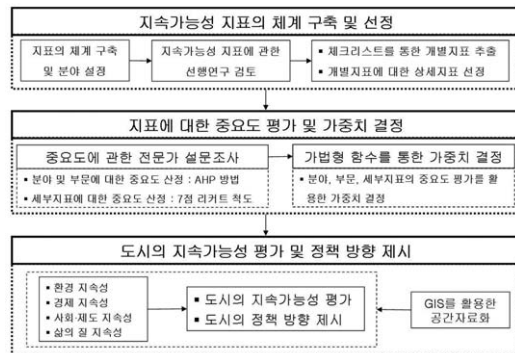 지속가능성 지표의 체계 구축 및 선정
지표의 체계 구축
및 분야 설정
지속가능성 지표에 관한
선행연구 검토
▪ 체크리스트를 통한 개별지표 추출
▪ 개별지표에 대한 상세지표 선정
지표에 대한 중요도 평가 및 가중치 결정
중요도에 관한 전문가 설문조사
▪ 분야 및 부문에 대한 중요도 산정 : AHP 방법
▪ 세부지표에 대한 중요도 산정 : 7점 리커트 척도
가법형 함수를 통한 가중치 결정
▪ 분야, 부문, 세부지표의 중요도 평가를 활
용한 가중치 결정
도시의 지속가능성 평가 및 정책 방향 제시
▪ 환경 지속성
▪ 경제 지속성
▪ 사회·제도 지속성
▪ 삶의 질 지속성
▪ 도시의 지속가능성 평가
▪ 도시의 정책 방향 제시
GIS를 활용한
공간자료화